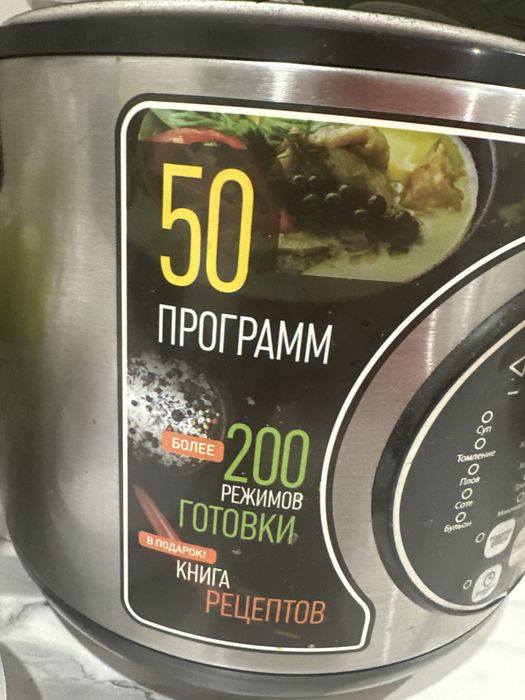 50
ПРОГРАММ
БОЛЕЕ 200
РЕЖИМОВ
ГОТОВКИ
В ПОДАРОК!
КНИГА
РЕЦЕПТОВ
Суп
Томление
Плов
Соте
Бульон